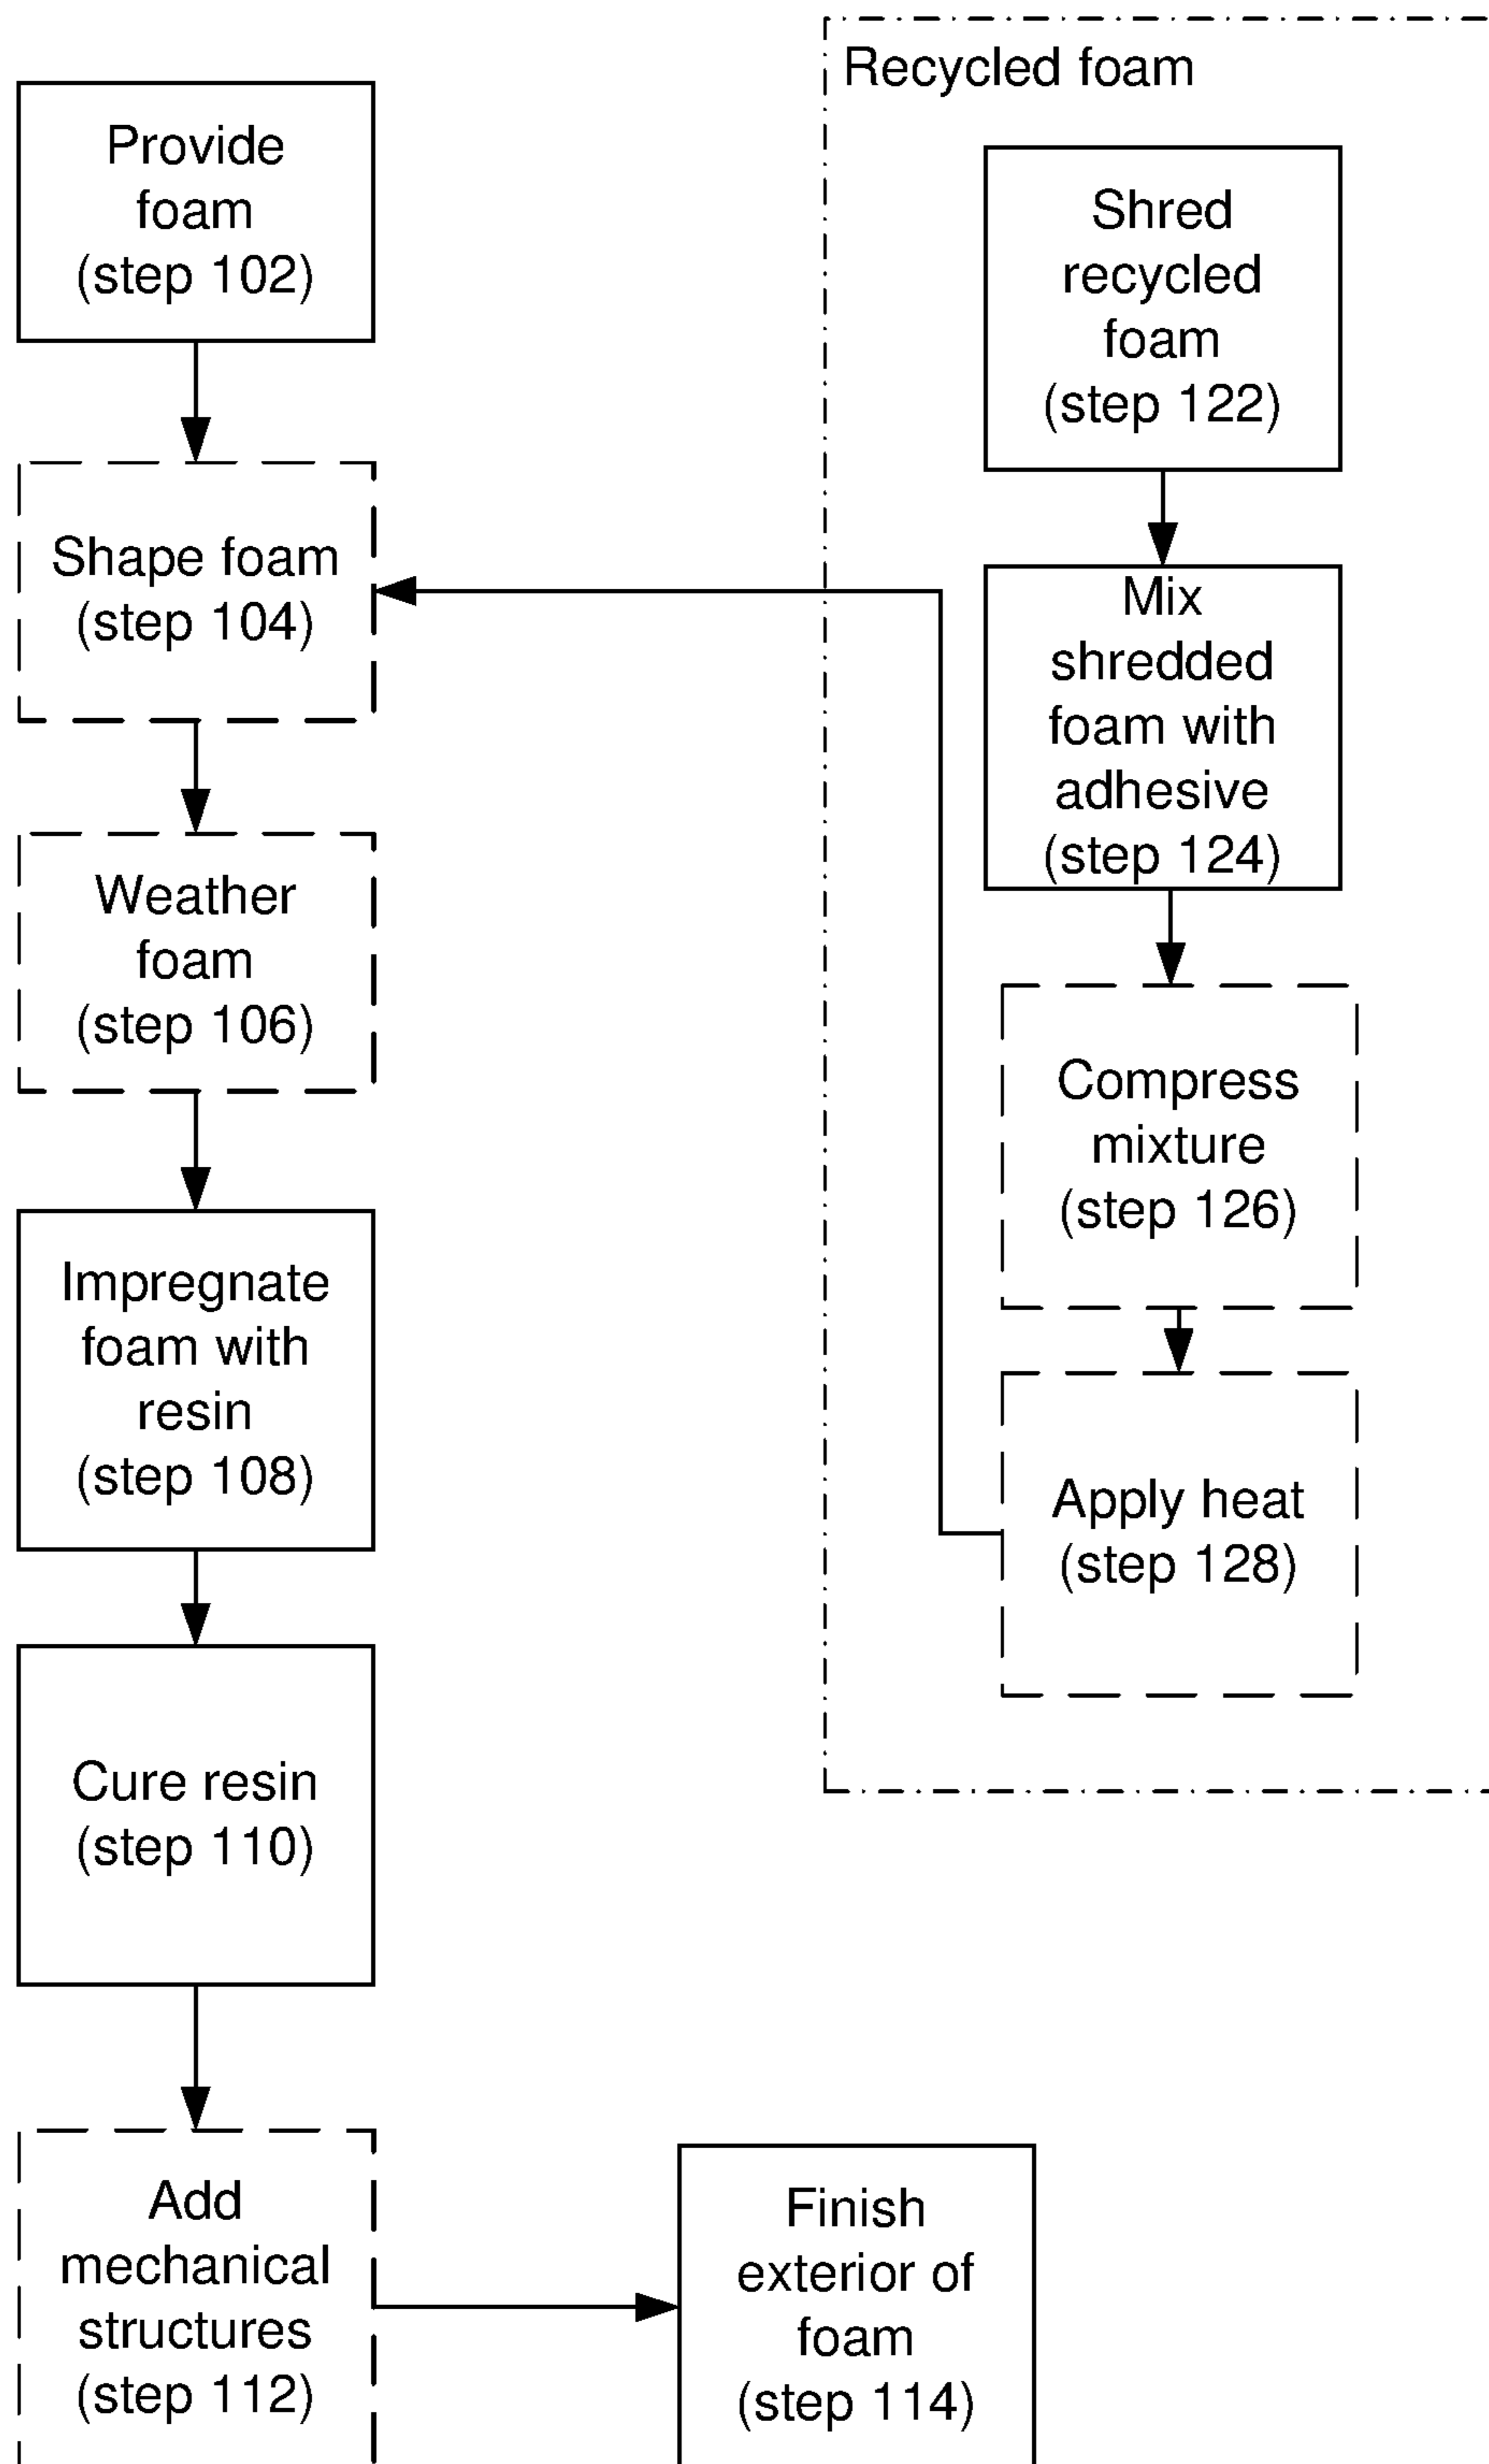 Provide
foam
(step 102)
Shape foam
(step 104)
Weather
foam
(step 106)
Impregnate
foam with
resin
(step 108)
Cure resin
(step 110)
Add
mechanical
structures
(step 112)
Finish
exterior of
foam
(step 114)
Recycled foam
Shred
recycled
foam
(step 122)
Mix
shredded
foam with
adhesive
(step 124)
Compress
mixture
(step 126)
Apply heat
(step 128)